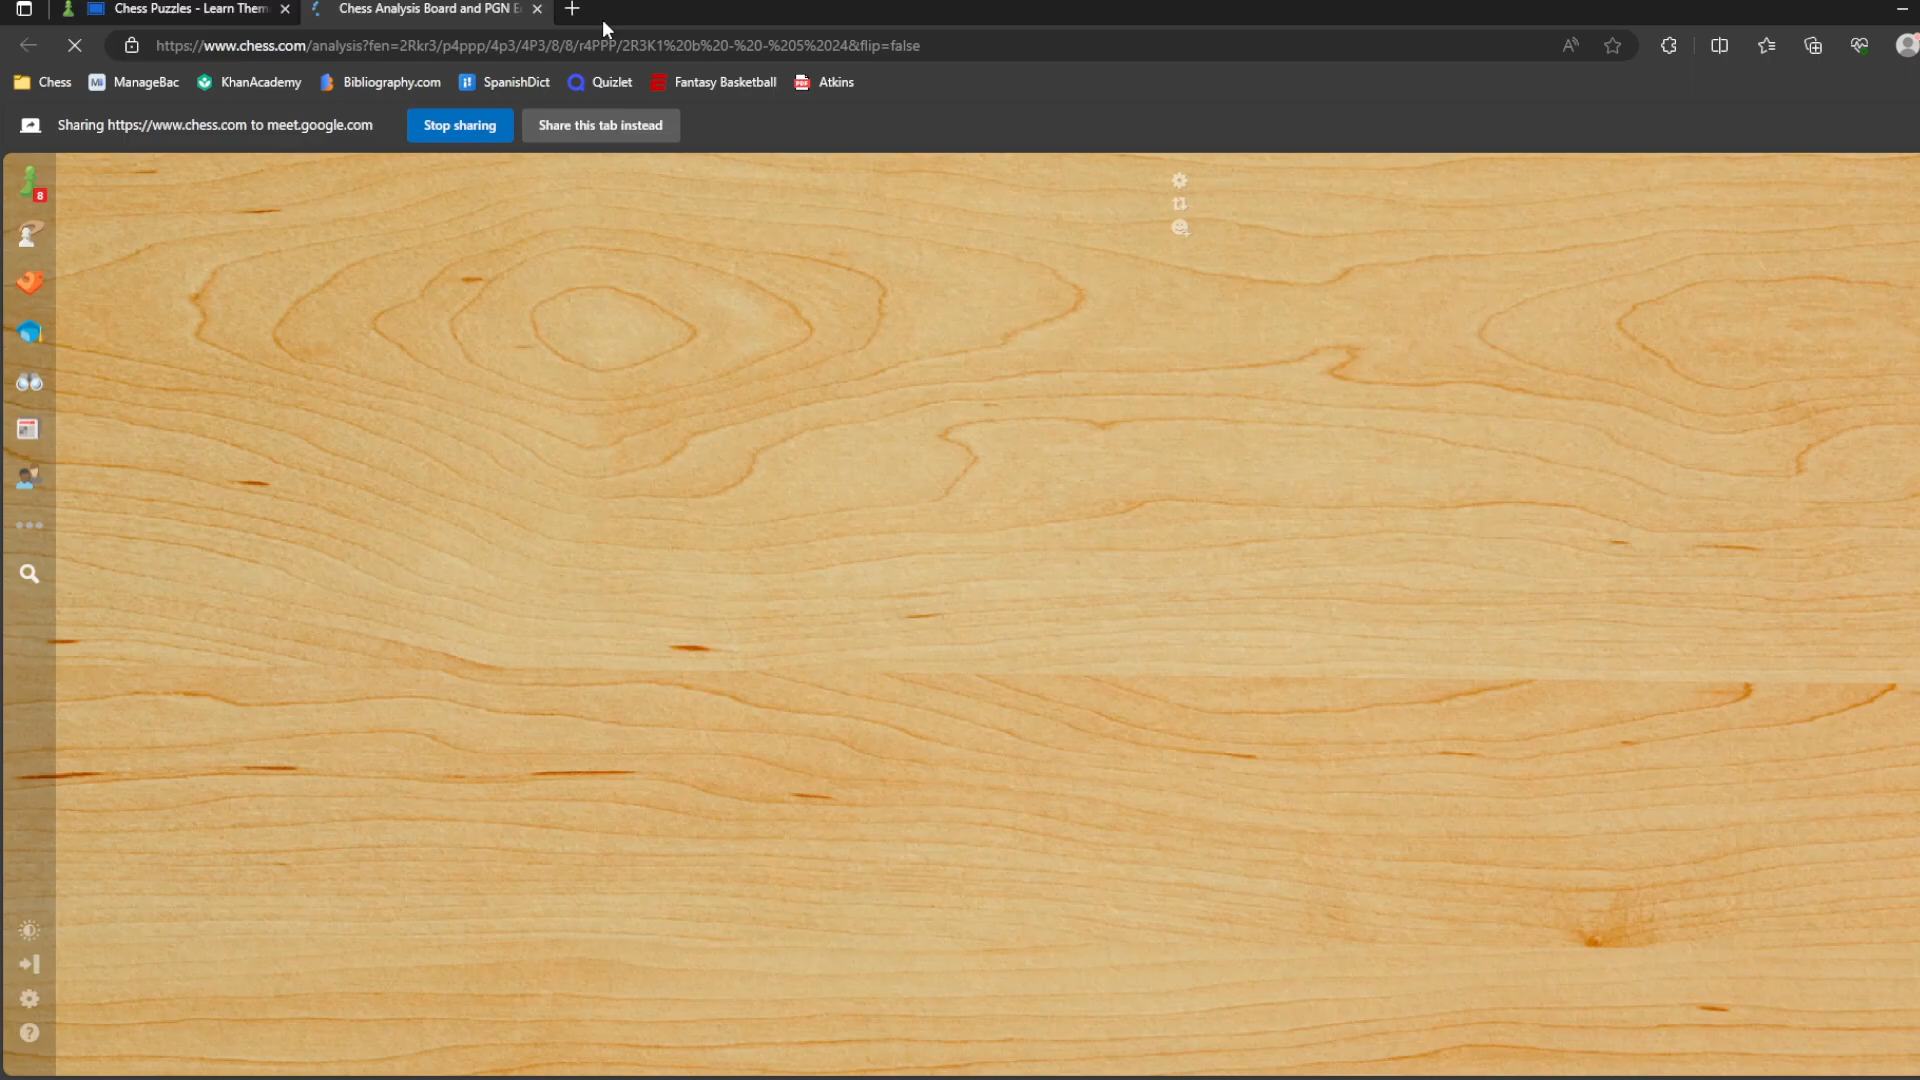 Chess Puzzles - Learn Them
Chess Analysis Board and PGN E
https://www.chess.com/analysis?fen=2Rkr3/p4ppp/4p3/4P3/8/8/r4PPP/2R3K1%20b%20-%20-%205%2024&flip=false
Chess
Mi
ManageBac
KhanAcademy
Bibliography.com
SpanishDict
Quizlet
Fantasy Basketball
PDF
Atkins
Sharing https://www.chess.com to meet.google.com
Stop sharing
Share this tab instead
8